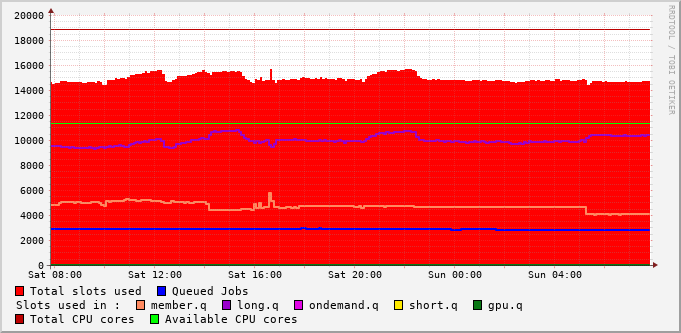 20000
18000
16000
14000
12000
10000
8000
6000
4000
2000
0
Sat 08:00 Sat 12:00 Sat 16:00 Sat 20:00 Sun 00:00 Sun 04:00
Total slots used Queued Jobs
Slots used in : member.q long.q ondemand.q short.q gpu.q
Total CPU cores Available CPU cores
RRDTOOL / TOBI OETIKER